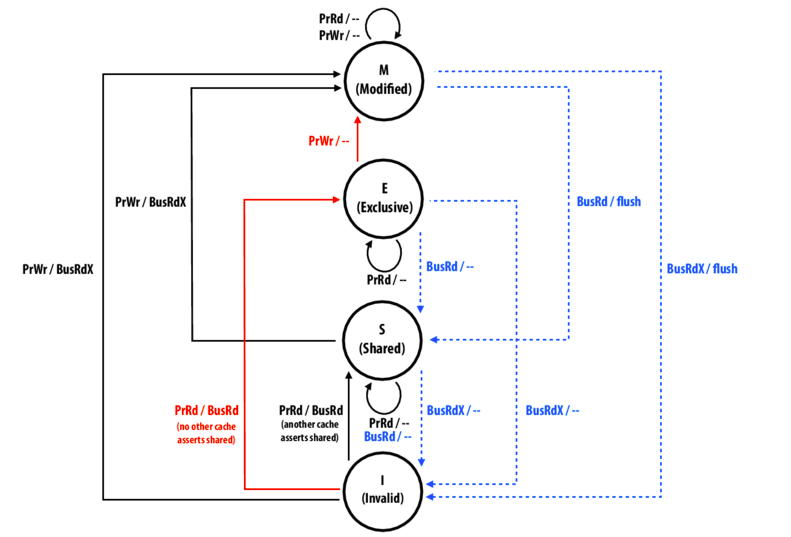 PrRd / --
PrWr / --
M
(Modified)
PrWr / --
E
(Exclusive)
PrWr / BusRdX
BusRd / flush
PrWr / BusRdX
BusRd / --
BusRdX / flush
PrRd / --
S
(Shared)
PrRd / BusRd
(no other cache
asserts shared)
PrRd / BusRd
(another cache
asserts shared)
PrRd / --
BusRd / --
BusRdX / --
BusRdX / --
I
(Invalid)